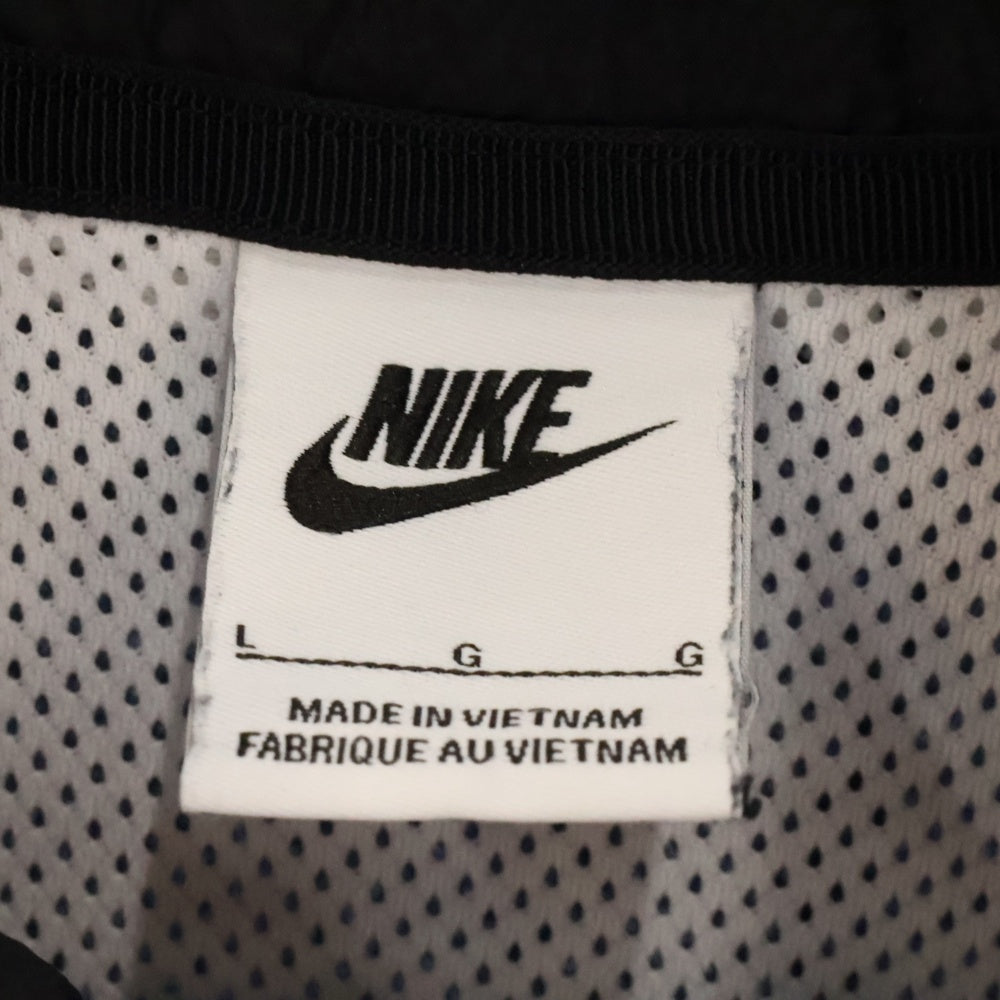 NIKE
L G G
MADE IN VIETNAM
FABRIQUE AU VIETNAM